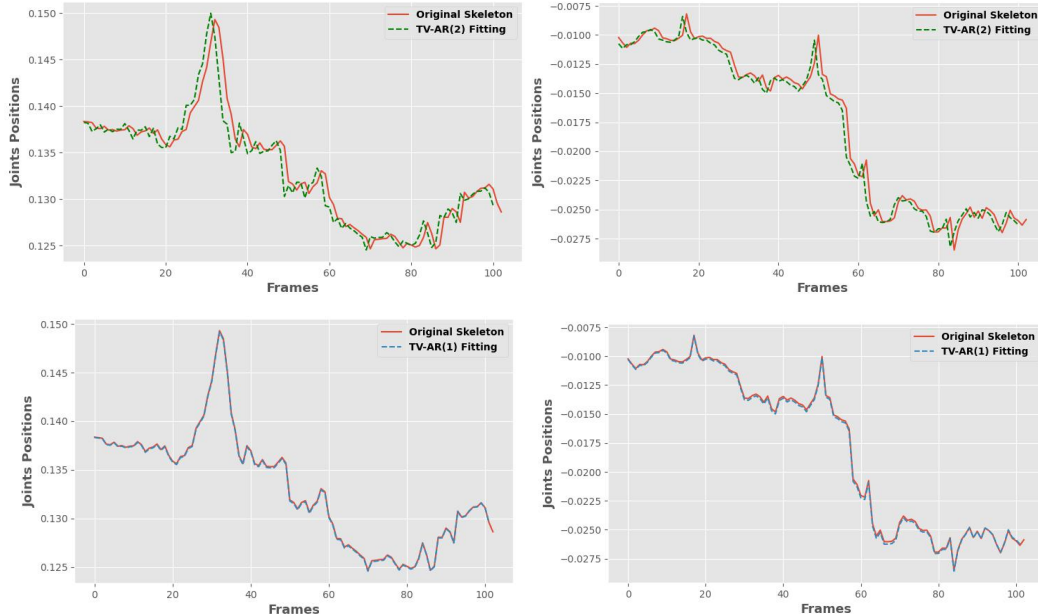 0.150
0.145
0.140
0.135
0.130
0.125
Joints Positions
0 20 40 60 80 100
Frames
Original Skeleton
TV-AR(2) Fitting
−0.0075
−0.0100
−0.0125
−0.0150
−0.0175
−0.0200
−0.0225
−0.0250
−0.0275
Joints Positions
0 20 40 60 80 100
Frames
Original Skeleton
TV-AR(2) Fitting
0.150
0.145
0.140
0.135
0.130
0.125
Joints Positions
0 20 40 60 80 100
Frames
Original Skeleton
TV-AR(1) Fitting
−0.0075
−0.0100
−0.0125
−0.0150
−0.0175
−0.0200
−0.0225
−0.0250
−0.0275
Joints Positions
0 20 40 60 80 100
Frames
Original Skeleton
TV-AR(1) Fitting